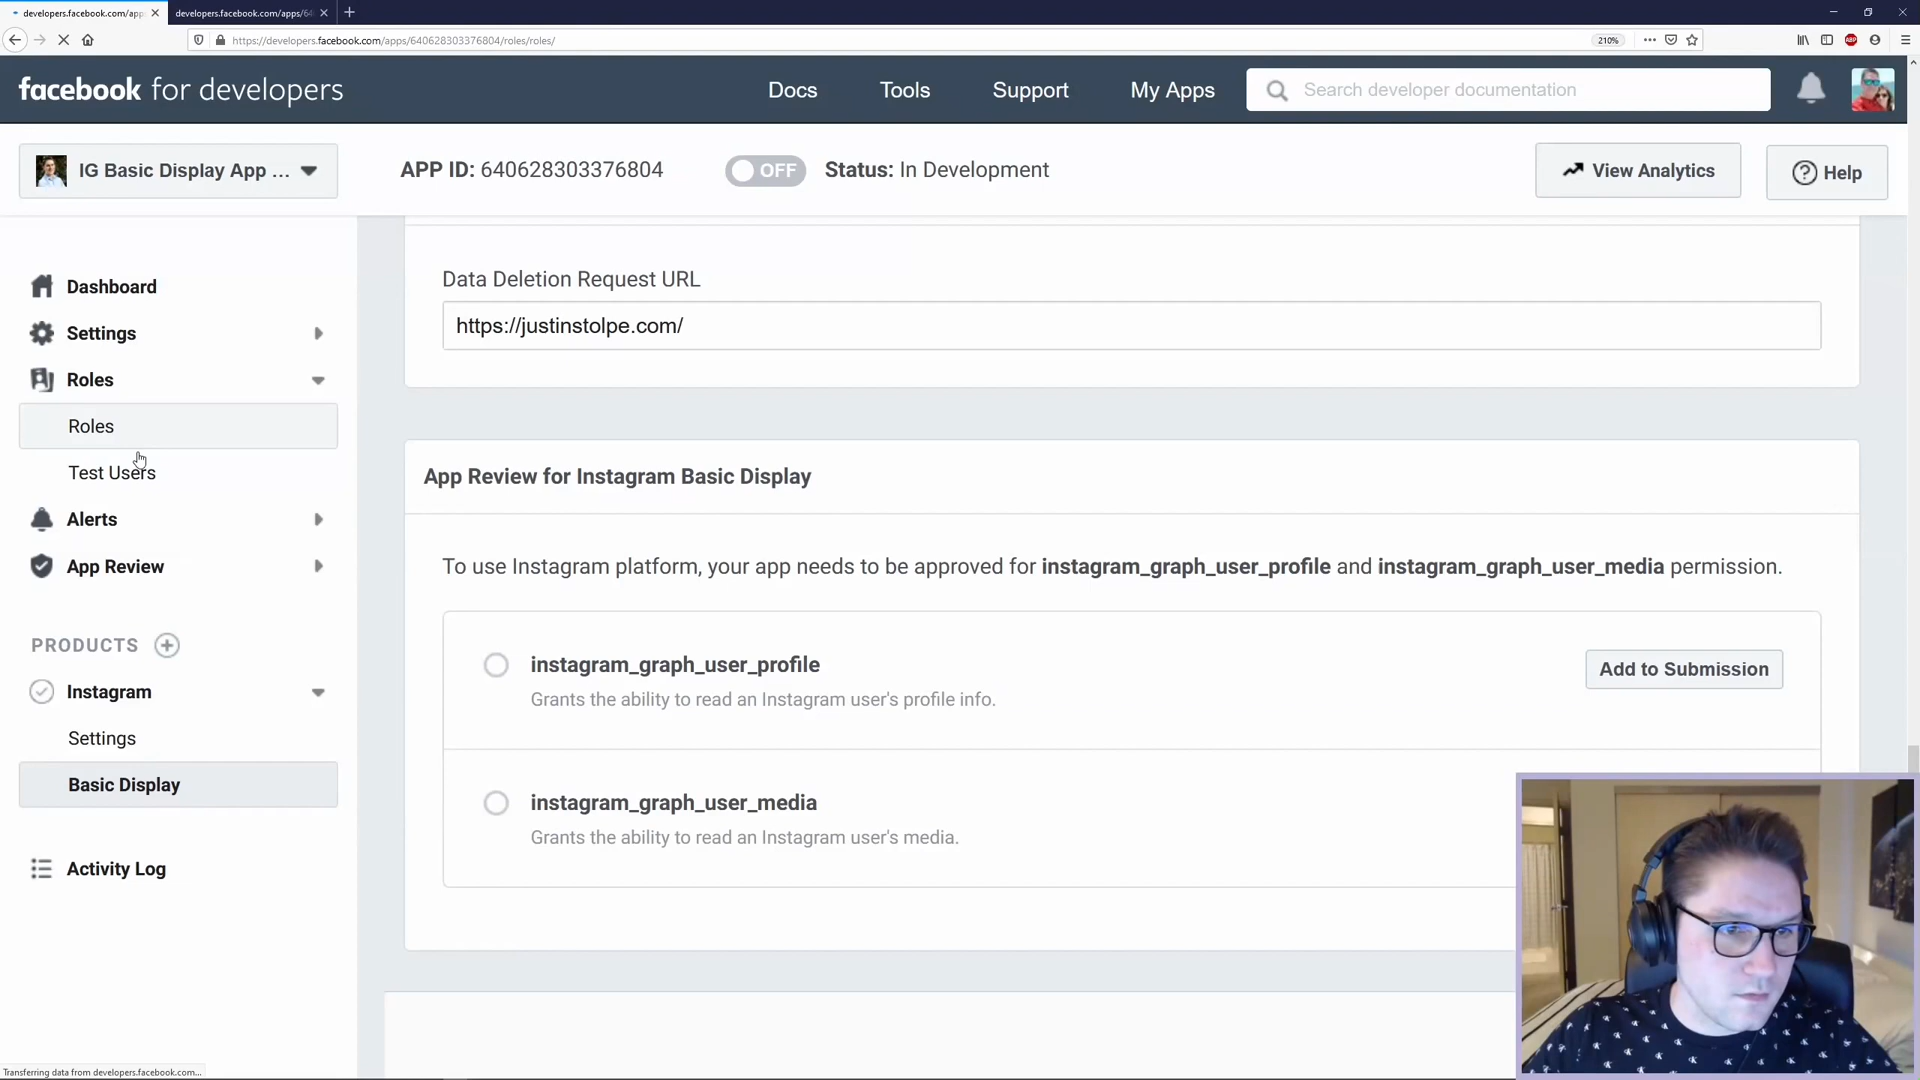 developers.facebook.com/app
developers.facebook.com/apps/64
https://developers.facebook.com/apps/640628303376804/roles/roles/
210%
ABP
facebook for developers
Docs
Tools
Support
My Apps
Search developer documentation
IG Basic Display App ...
APP ID: 640628303376804
OFF
Status: In Development
View Analytics
Help
Dashboard
Settings
Roles
Roles
Test Users
Alerts
App Review
PRODUCTS
Instagram
Settings
Basic Display
Activity Log
Data Deletion Request URL
https://justinstolpe.com/
App Review for Instagram Basic Display
To use Instagram platform, your app needs to be approved for instagram_graph_user_profile and instagram_graph_user_media permission.
instagram_graph_user_profile
Add to Submission
Grants the ability to read an Instagram user's profile info.
instagram_graph_user_media
Grants the ability to read an Instagram user's media.
Transferring data from developers.facebook.com...